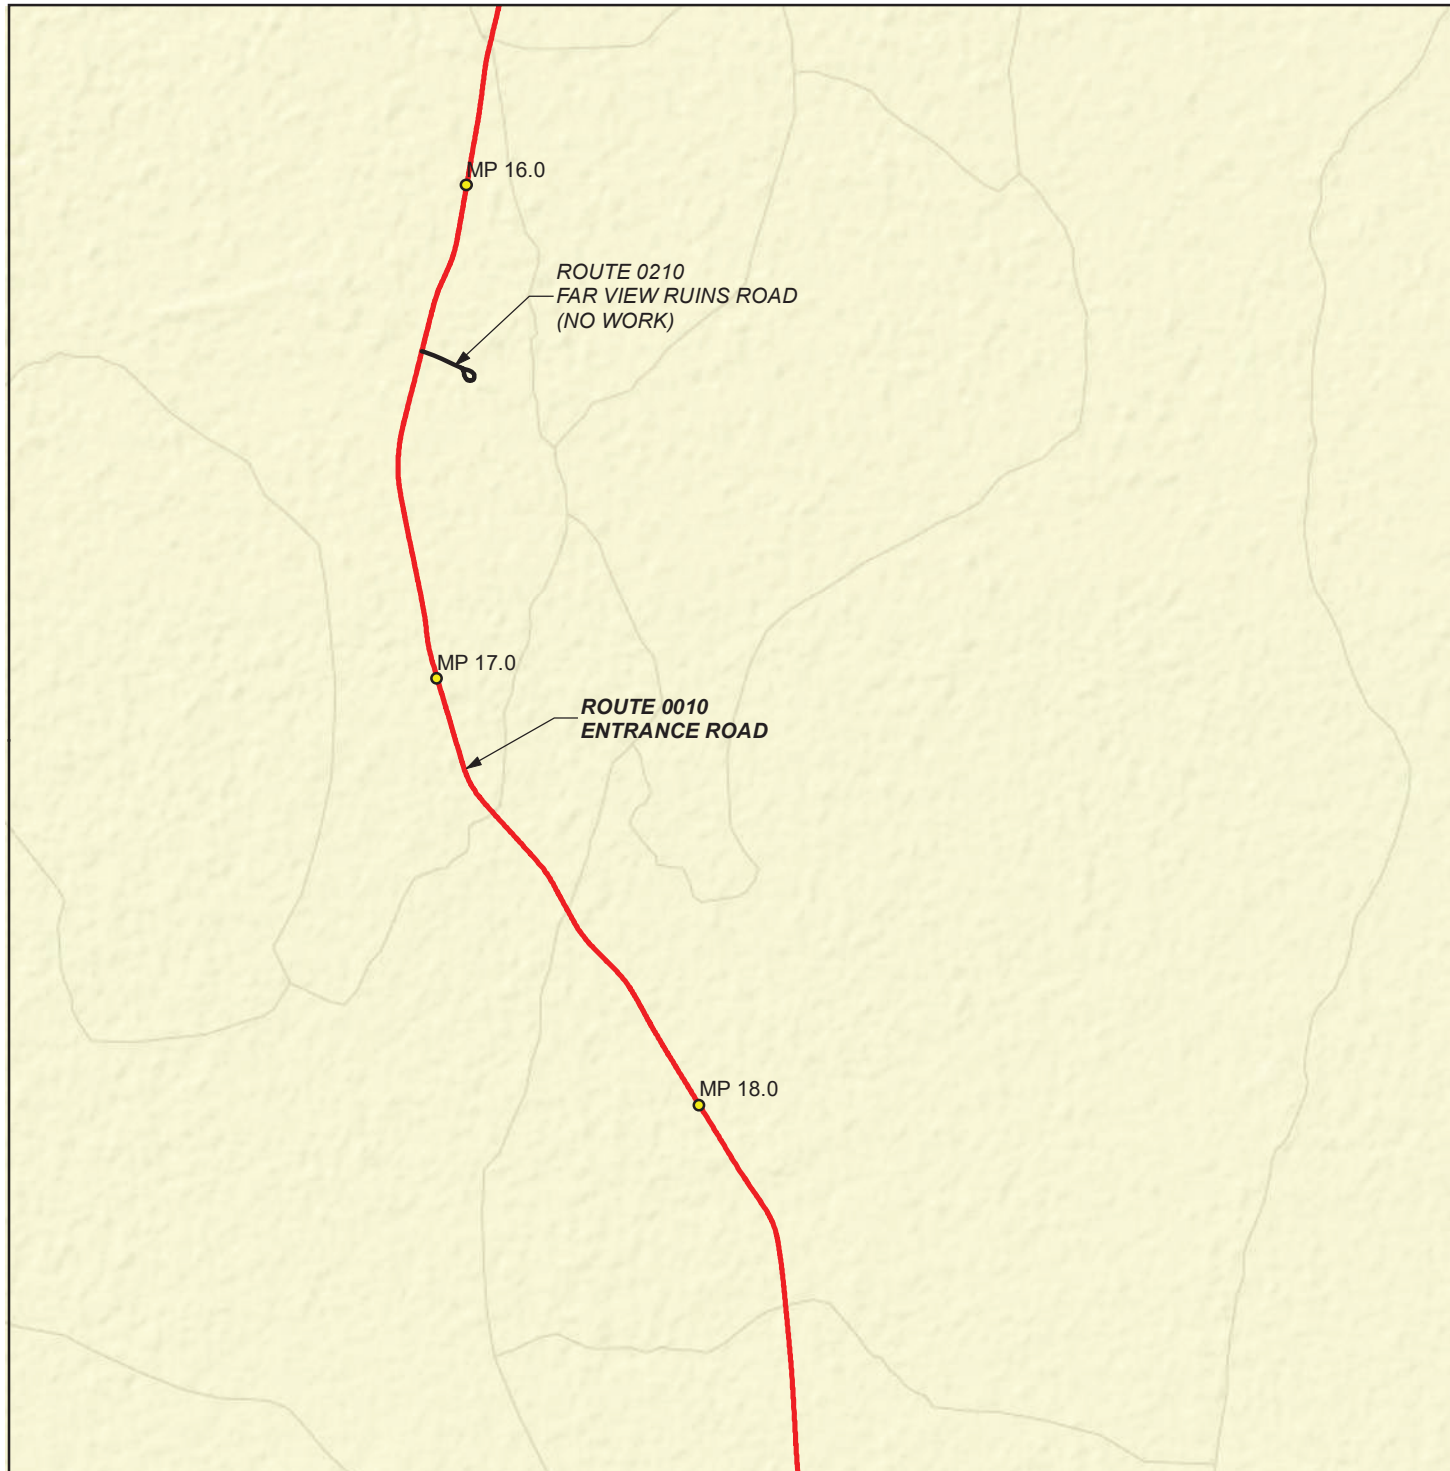 MP 16.0
ROUTE 0210
FAR VIEW RUINS ROAD
(NO WORK)
MP 17.0
ROUTE 0010
ENTRANCE ROAD
MP 18.0